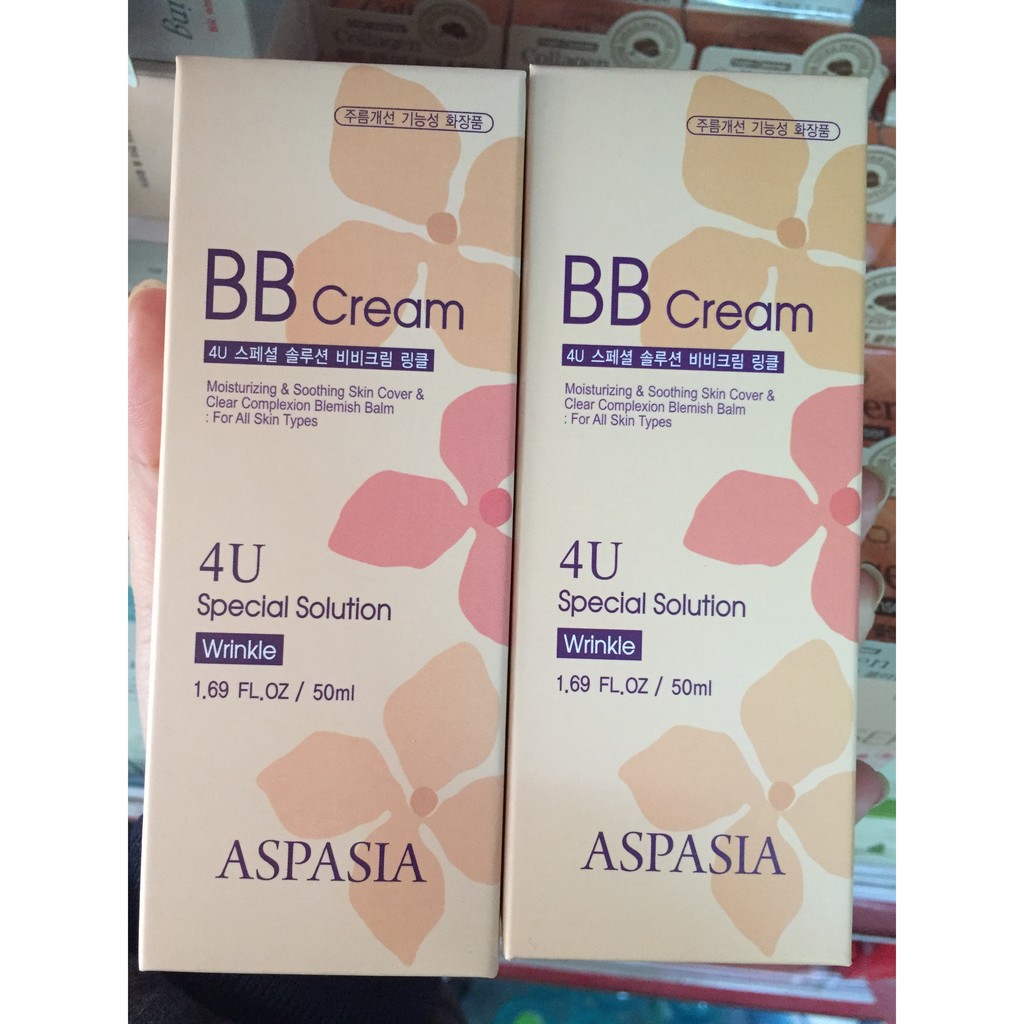 주름개선 기능성 화장품
BB Cream
4U 스페셜 솔루션 비비크림 링클
Moisturizing & Soothing Skin Cover &
Clear Complexion Blemish Balm
: For All Skin Types
4U
Special Solution
Wrinkle
1.69 FL.OZ / 50ml
ASPASIA
주름개선 기능성 화장품
BB Cream
4U 스페셜 솔루션 비비크림 링클
Moisturizing & Soothing Skin Cover &
Clear Complexion Blemish Balm
: For All Skin Types
4U
Special Solution
Wrinkle
1.69 FL.OZ / 50ml
ASPASIA
Collagen